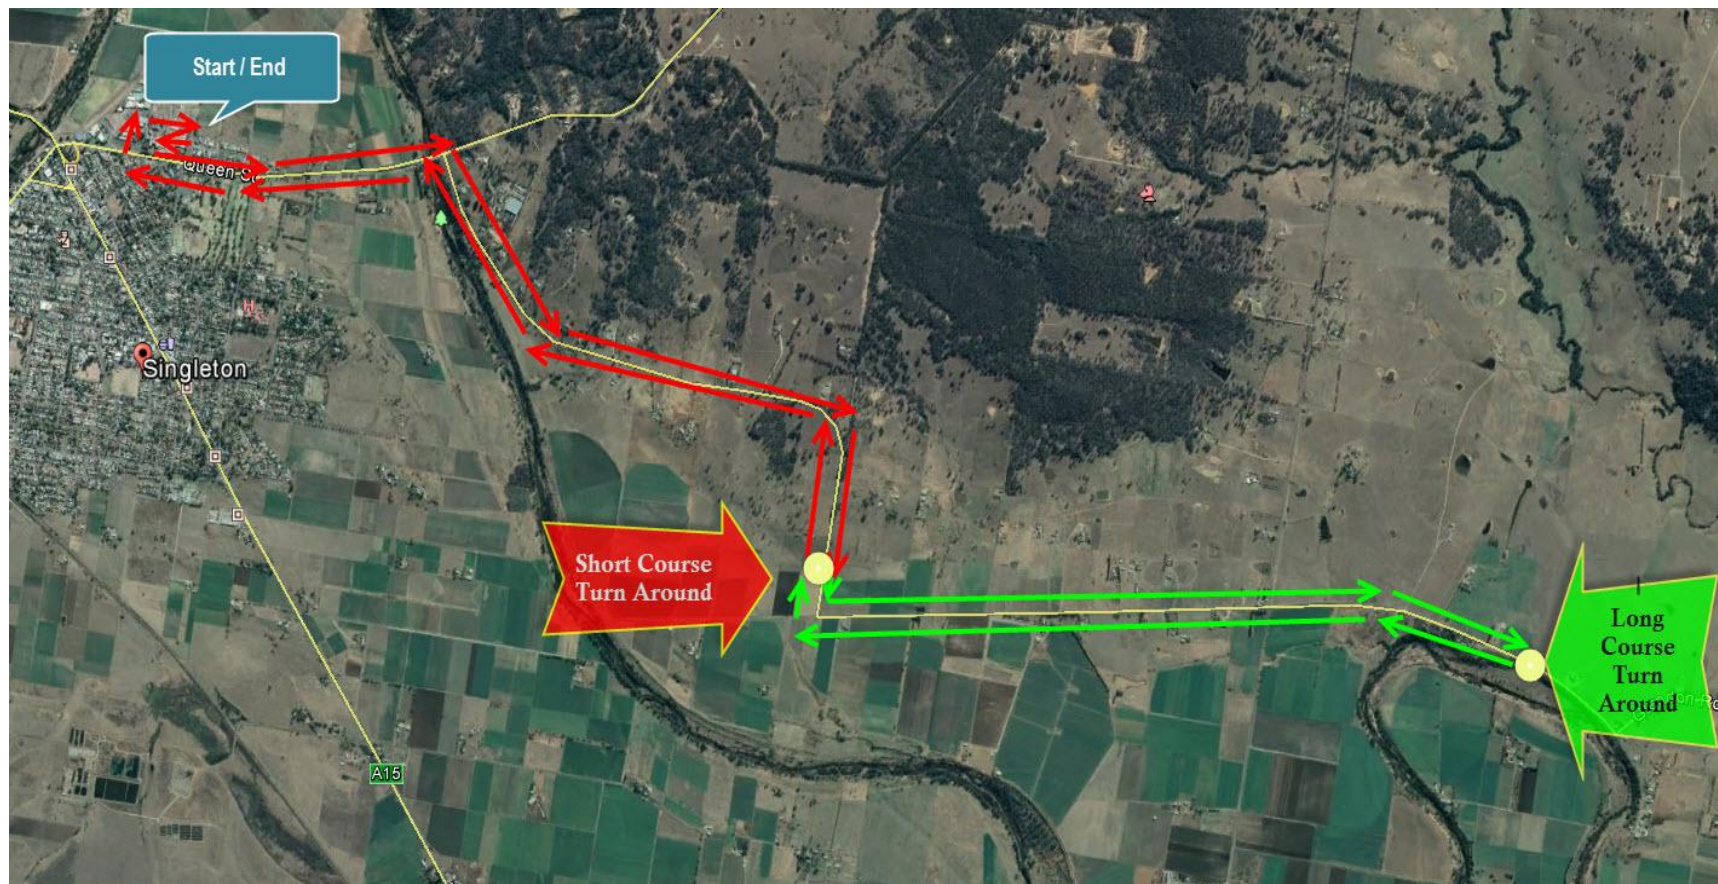 Start / End
Queen St
Singleton
Short Course
Turn Around
Long
Course
Turn
Around
A15